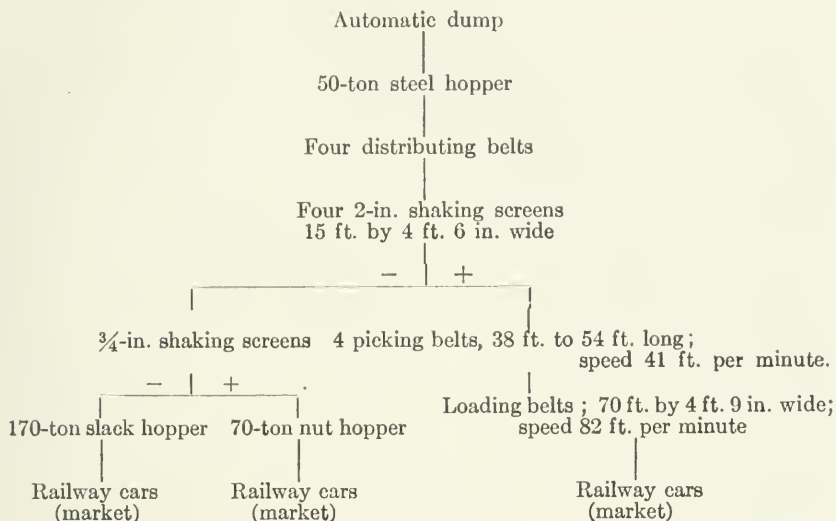 Automatic dump
50-ton steel hopper
Four distributing belts
Four 2-in. shaking screens
15 ft. by 4 ft. 6 in. wide
− +
¾-in. shaking screens
4 picking belts, 38 ft. to 54 ft. long;
speed 41 ft. per minute.
− +
Loading belts; 70 ft. by 4 ft. 9 in. wide;
speed 82 ft. per minute
170-ton slack hopper
70-ton nut hopper
Railway cars
(market)
Railway cars
(market)
Railway cars
(market)